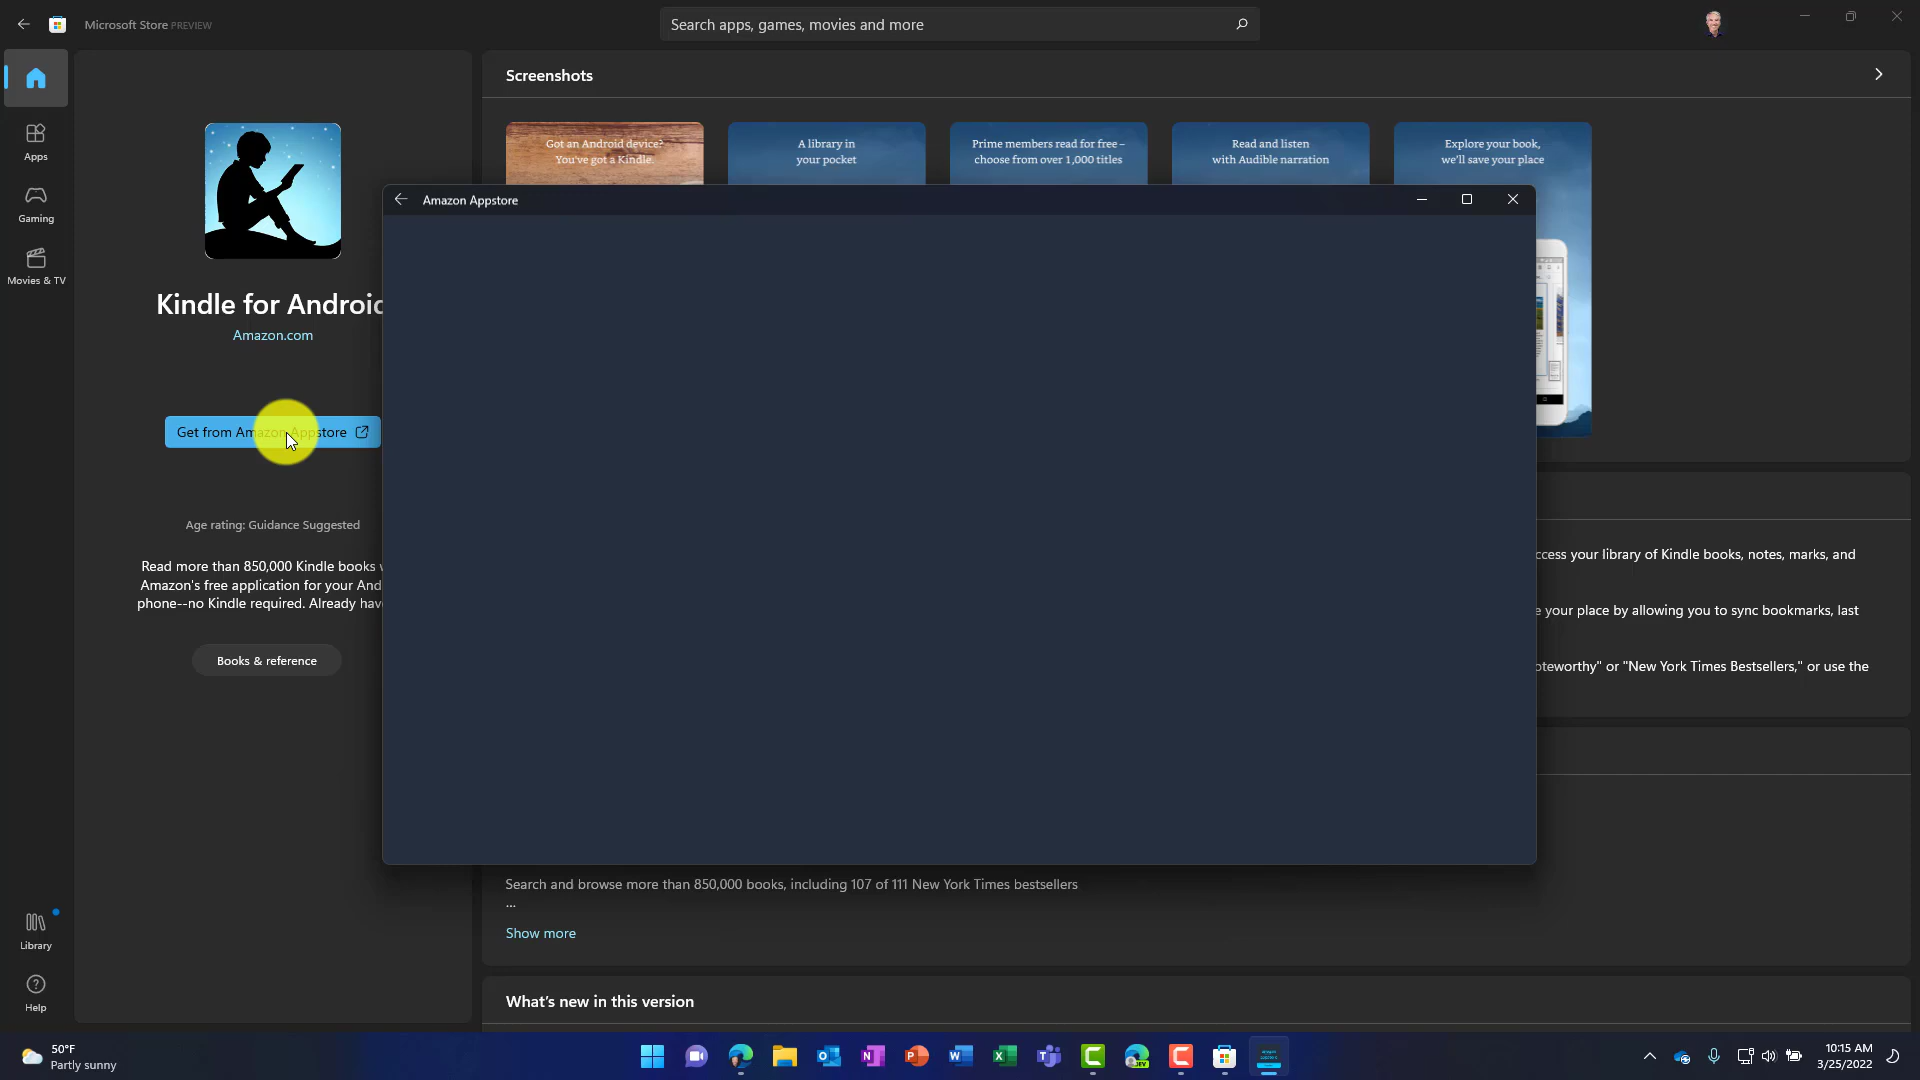 Microsoft Store PREVIEW
Search apps, games, movies and more
Apps
Gaming
Movies & TV
Library
Help
Kindle for Android
Amazon.com
Get from Amazon Appstore
Age rating: Guidance Suggested
Read more than 850,000 Kindle books
Amazon's free application for your And
phone--no Kindle required. Already hav
Books & reference
Screenshots
Got an Android device?
You've got a Kindle.
A library in
your pocket
Prime members read for free –
choose from over 1,000 titles
Read and listen
with Audible narration
Explore your book,
we'll save your place
Amazon Appstore
ccess your library of Kindle books, notes, marks, and
e your place by allowing you to sync bookmarks, last
oteworthy" or "New York Times Bestsellers," or use the
Search and browse more than 850,000 books, including 107 of 111 New York Times bestsellers
...
Show more
What's new in this version
50°F
Partly sunny
10:15 AM
3/25/2022